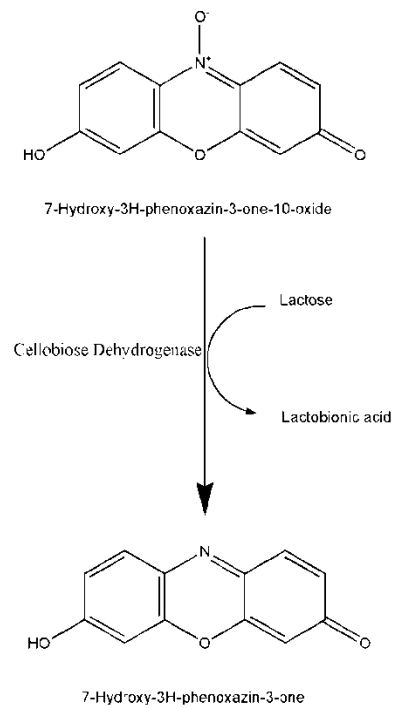 O-
N+
HO
O
O
7-Hydroxy-3H-phenoxazin-3-one-10-oxide
Lactose
Cellobiose Dehydrogenase
Lactobionic acid
N
HO
O
O
7-Hydroxy-3H-phenoxazin-3-one